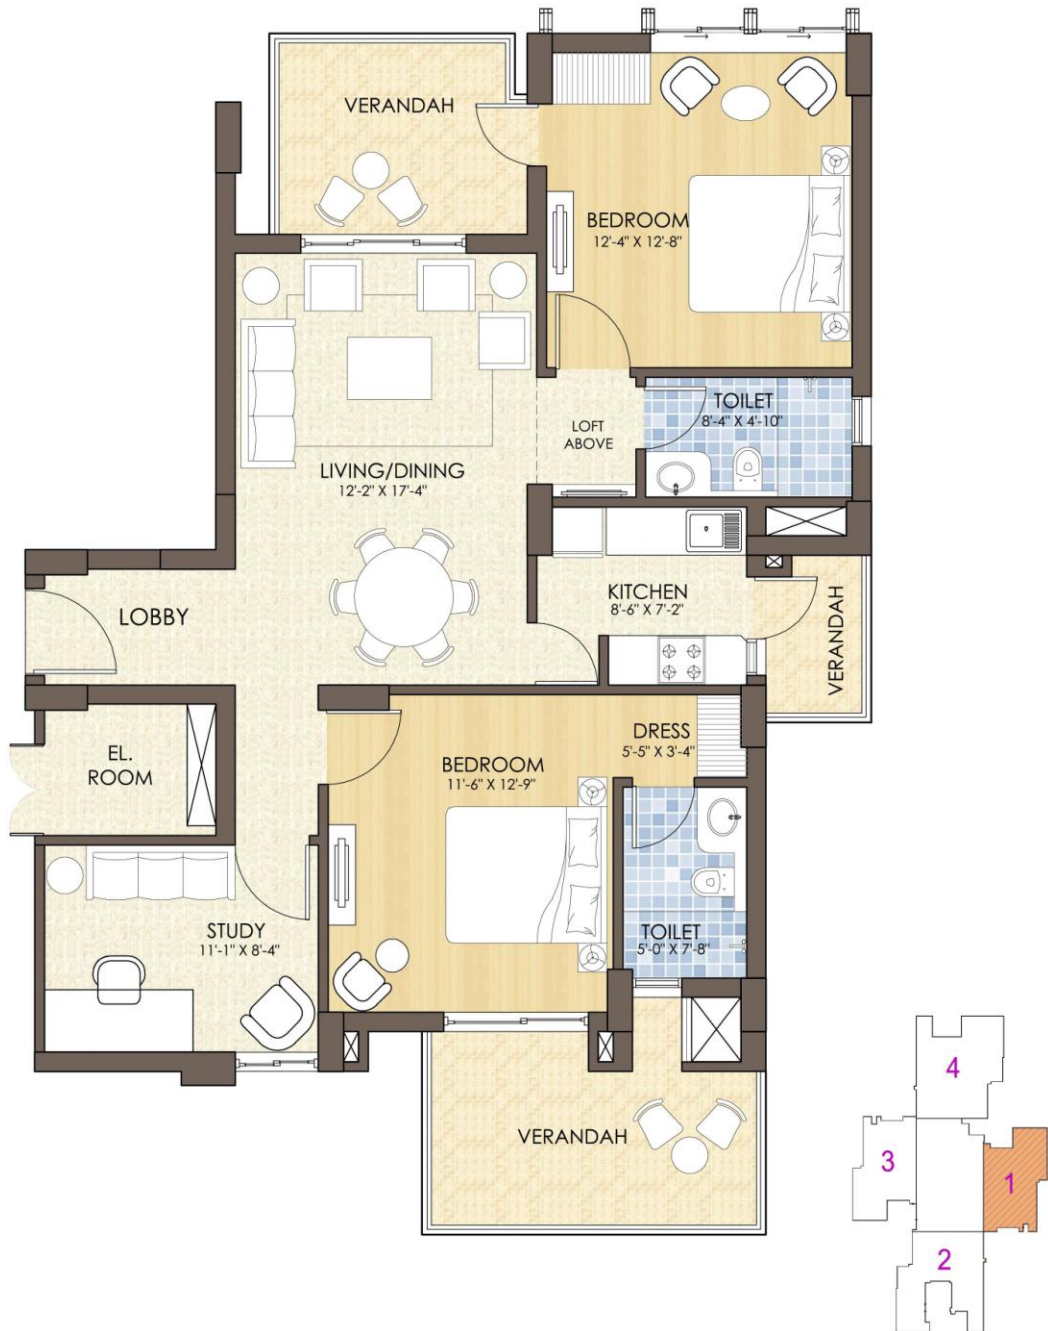 VERANDAH
BEDROOM
12'-4" X 12'-8"
TOILET
8'-4" X 4'-10"
LOFT
ABOVE
LIVING/DINING
12'-2" X 17'-4"
KITCHEN
8'-6" X 7'-2"
VERANDAH
LOBBY
EL.
ROOM
DRESS
5'-5" X 3'-4"
BEDROOM
11'-6" X 12'-9"
STUDY
11'-1" X 8'-4"
TOILET
5'-0" X 7'-8"
VERANDAH
4
3
1
2